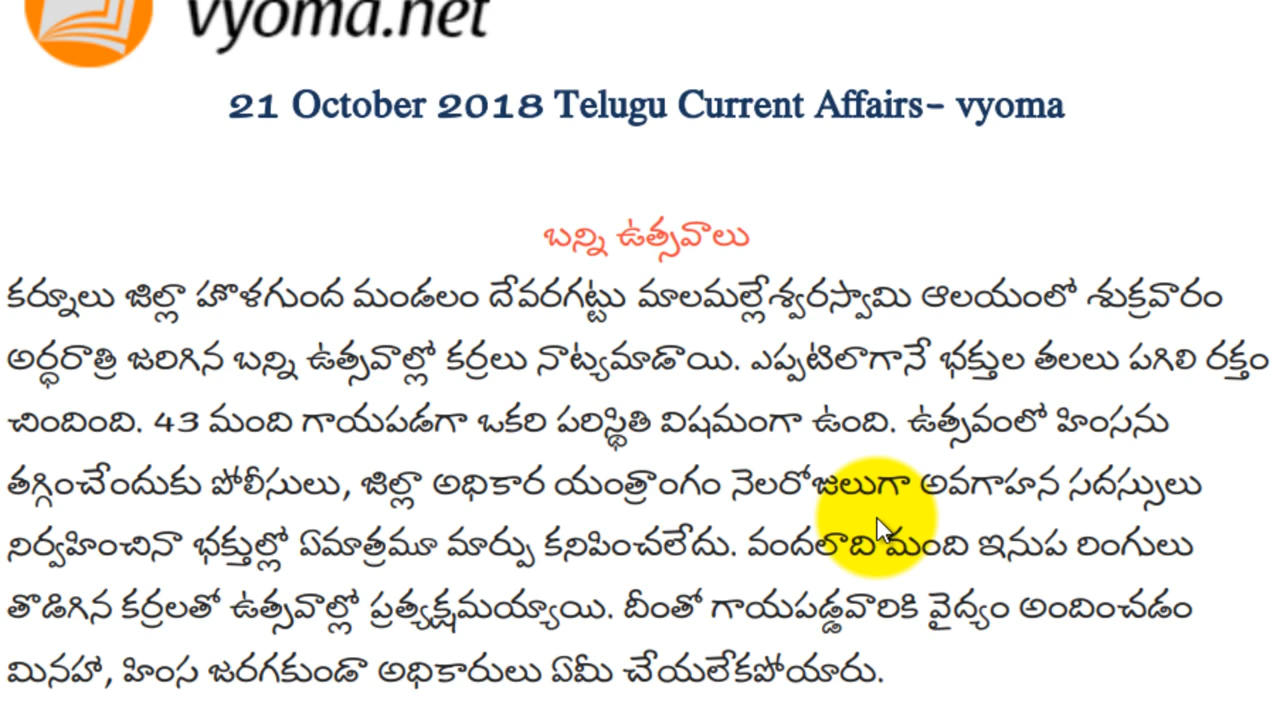 vyoma.net
21 October 2018 Telugu Current Affairs- vyoma
బన్ని ఉత్సవాలు
కర్నూలు జిల్లా హొళగుంద మండలం దేవరగట్టు మాలమల్లేశ్వరస్వామి ఆలయంలో శుక్రవారం
అర్ధరాత్రి జరిగిన బన్ని ఉత్సవాల్లో కర్రలు నాట్యమాడాయి. ఎప్పటిలాగానే భక్తుల తలలు పగిలి రక్తం
చిందింది. 43 మంది గాయపడగా ఒకరి పరిస్థితి విషమంగా ఉంది. ఉత్సవంలో హింసను
తగ్గించేందుకు పోలీసులు, జిల్లా అధికార యంత్రాంగం నెలరోజలుగా అవగాహన సదస్సులు
నిర్వహించినా భక్తుల్లో ఏమాత్రమూ మార్పు కనిపించలేదు. వందలాది మంది ఇనుప రింగులు
తొడిగిన కర్రలతో ఉత్సవాల్లో ప్రత్యక్షమయ్యాయి. దీంతో గాయపడ్డవారికి వైద్యం అందించడం
మినహా, హింస జరగకుండా అధికారులు ఏమీ చేయలేకపోయారు.